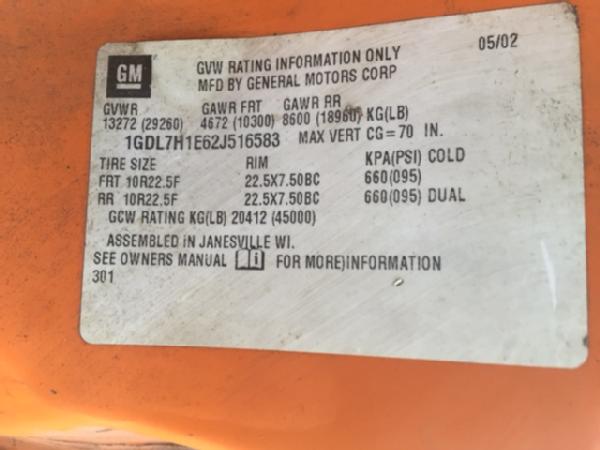 GM
GVW RATING INFORMATION ONLY 05/02
MFD BY GENERAL MOTORS CORP
GVWR GAWR FRT GAWR RR
13272 (29260) 4672 (10300) 8600 (18960) KG(LB)
1GDL7H1E62J516583 MAX VERT CG = 70 IN.
TIRE SIZE RIM KPA(PSI) COLD
FRT 10R22.5F 22.5X7.50BC 660(095)
RR 10R22.5F 22.5X7.50BC 660(095) DUAL
GCW RATING KG(LB) 20412 (45000)
ASSEMBLED IN JANESVILLE WI.
SEE OWNERS MANUAL i FOR MORE)INFORMATION
301